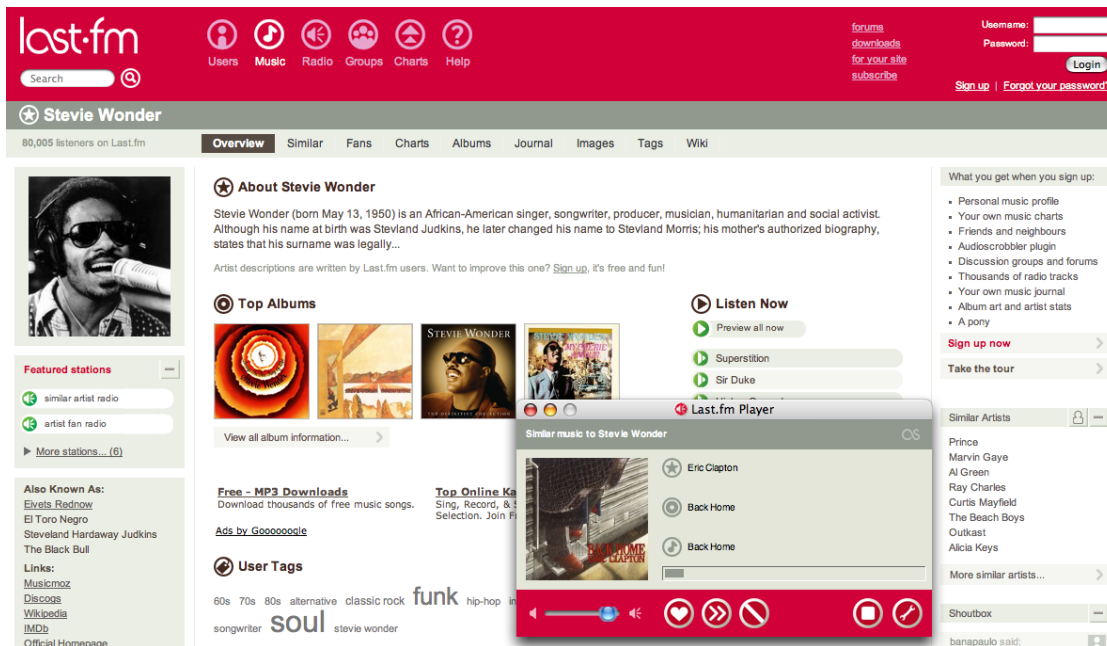 last.fm
Users Music Radio Groups Charts Help
forums
downloads
for your site
subscribe
Username:
Password:
Login
Sign up | Forgot your password?
Search
Stevie Wonder
80,005 listeners on Last.fm
Overview Similar Fans Charts Albums Journal Images Tags Wiki
About Stevie Wonder
Stevie Wonder (born May 13, 1950) is an African-American singer, songwriter, producer, musician, humanitarian and social activist.
Although his name at birth was Stevland Judkins, he later changed his name to Stevland Morris; his mother's authorized biography,
states that his surname was legally...
Artist descriptions are written by Last.fm users. Want to improve this one? Sign up, it's free and fun!
Top Albums
STEVIE WONDER
THE DEFINITIVE COLLECTION
View all album information...
Listen Now
Preview all now
Superstition
Sir Duke
Featured stations
similar artist radio
artist fan radio
More stations... (6)
Also Known As:
Eivets Rednow
El Toro Negro
Steveland Hardaway Judkins
The Black Bull
Links:
Musicmoz
Discogs
Wikipedia
IMDb
Official Homepage
Free - MP3 Downloads
Download thousands of free music songs.
Top Online Ka
Sing, Record, &
Selection. Join F
Ads by Goooooogle
User Tags
60s 70s 80s alternative classic rock funk hip-hop in
songwriter soul stevie wonder
Last.fm Player
Similar music to Stevie Wonder
BACK HOME
ERIC CLAPTON
Eric Clapton
Back Home
Back Home
What you get when you sign up:
Personal music profile
Your own music charts
Friends and neighbours
Audioscrobbler plugin
Discussion groups and forums
Thousands of radio tracks
Your own music journal
Album art and artist stats
A pony
Sign up now
Take the tour
Similar Artists
Prince
Marvin Gaye
Al Green
Ray Charles
Curtis Mayfield
The Beach Boys
Outkast
Alicia Keys
More similar artists...
Shoutbox
banapaulo said: